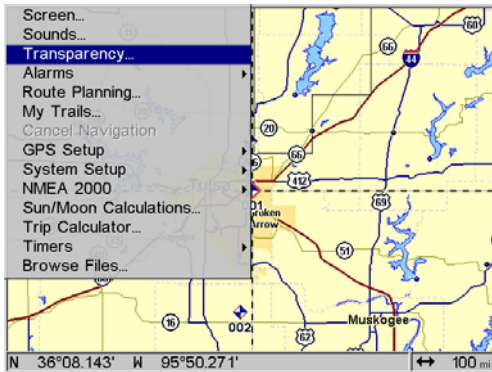 Screen...
Sounds...
Transparency...
Alarms
Route Planning...
My Trails...
Cancel Navigation
GPS Setup
System Setup
NMEA 2000
Sun/Moon Calculations...
Trip Calculator...
Timers
Browse Files...
60
66
44
20
66
412
Tulsa
69
Broken
Arrow
51
16
002
62
Muskogee
N 36°08.143' W 95°50.271'
↔ 100 mi